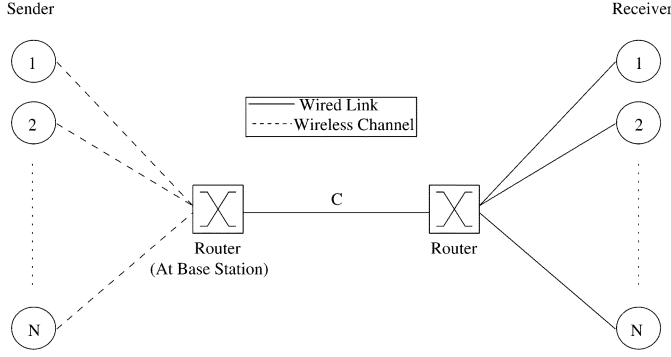 Sender
Receiver
1
1
Wired Link
Wireless Channel
2
2
C
Router
(At Base Station)
Router
N
N